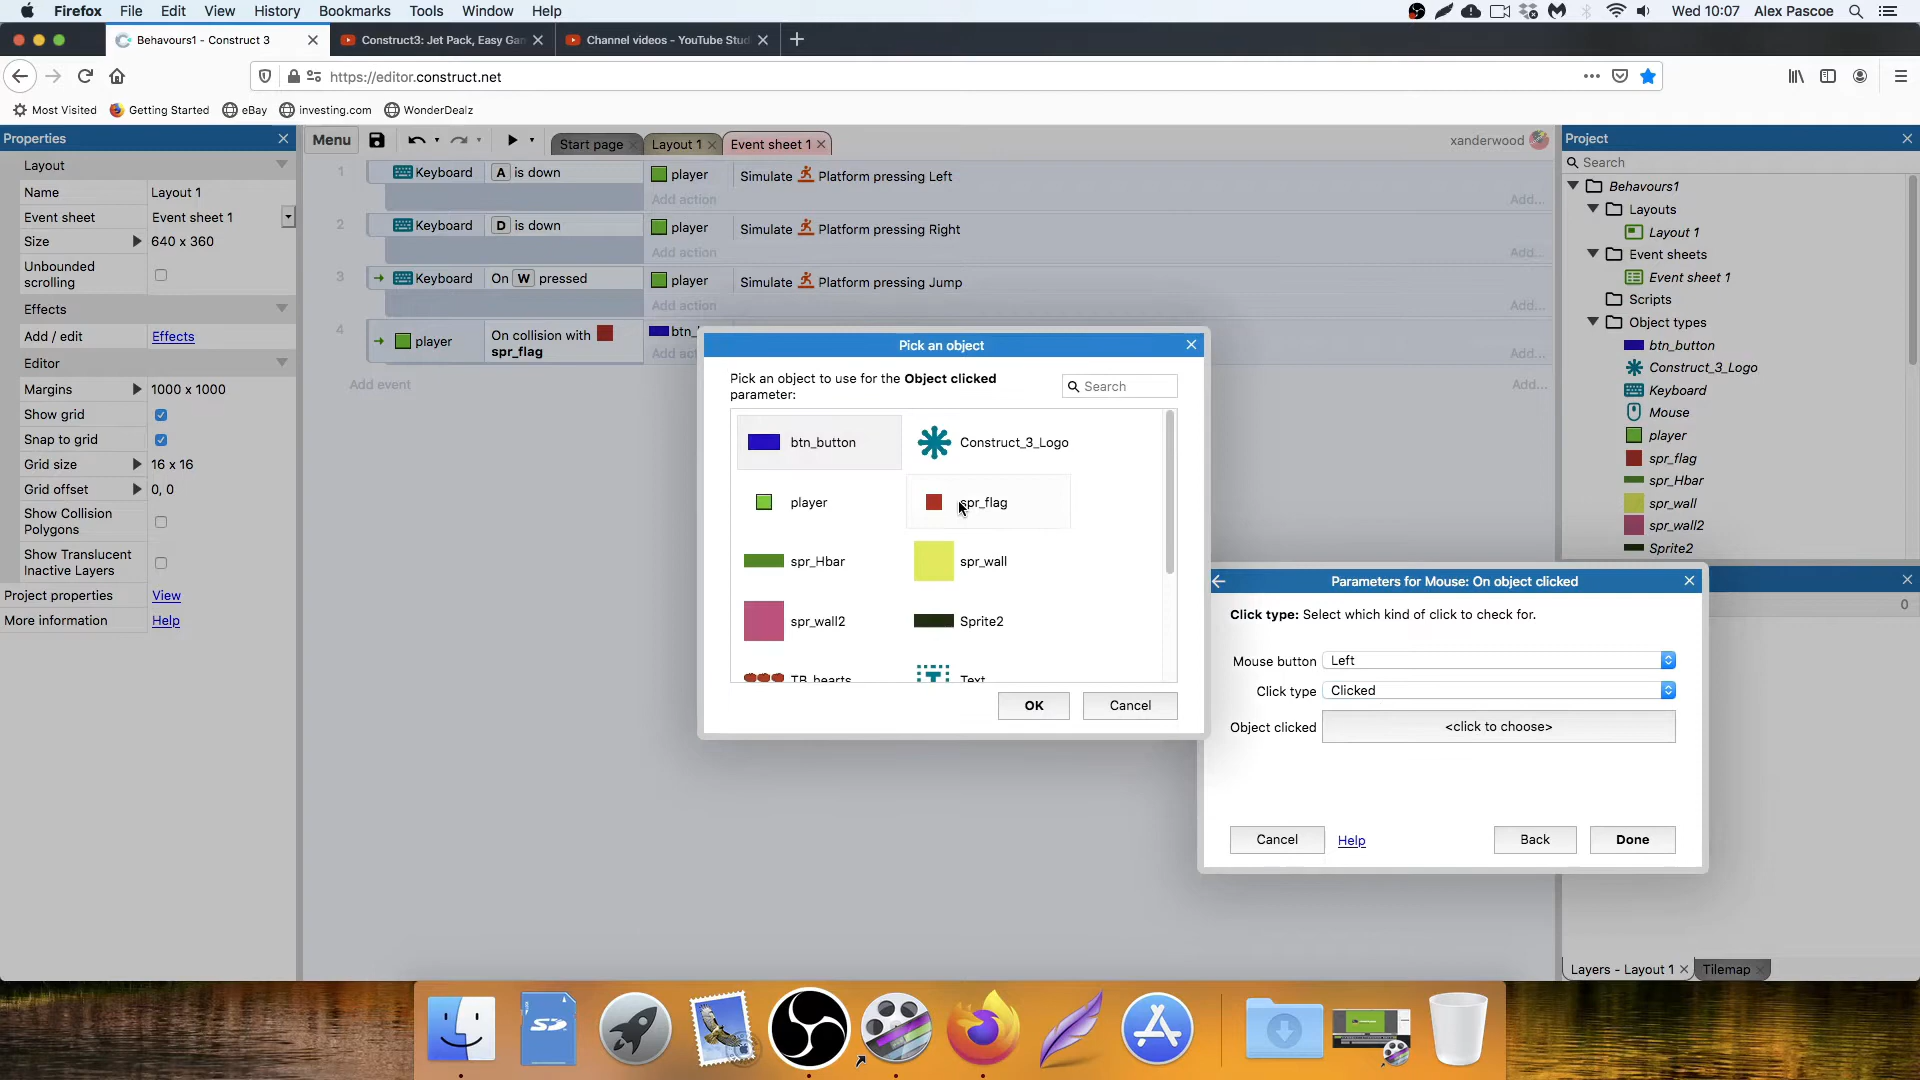 Firefox File Edit View History Bookmarks Tools Window Help Wed 10:07 Alex Pascoe
Behavours1 - Construct 3 Construct3: Jet Pack, Easy Gan Channel videos - YouTube Stud
https://editor.construct.net
Most Visited Getting Started eBay investing.com WonderDealz
Properties
Layout
Name Layout 1
Event sheet Event sheet 1
Size 640 x 360
Unbounded scrolling
Effects
Add / edit Effects
Editor
Margins 1000 x 1000
Show grid
Snap to grid
Grid size 16 x 16
Grid offset 0, 0
Show Collision
Polygons
Show Translucent
Inactive Layers
Project properties View
More information Help
Menu Start page Layout 1 Event sheet 1 xanderwood
1 Keyboard A is down player Simulate Platform pressing Left
Add action Add...
2 Keyboard D is down player Simulate Platform pressing Right
Add action Add...
3 Keyboard On W pressed player Simulate Platform pressing Jump
Add action Add...
4 player On collision with spr_flag btn_
Add act Add...
Add event Add...
Pick an object
Pick an object to use for the Object clicked
parameter:
Search
btn_button Construct_3_Logo
player spr_flag
spr_Hbar spr_wall
spr_wall2 Sprite2
TB_hearts Text
OK Cancel
Parameters for Mouse: On object clicked
Click type: Select which kind of click to check for.
Mouse button Left
Click type Clicked
Object clicked <click to choose>
Cancel Help Back Done
Project
Search
Behavours1
Layouts
Layout 1
Event sheets
Event sheet 1
Scripts
Object types
btn_button
Construct_3_Logo
Keyboard
Mouse
player
spr_flag
spr_Hbar
spr_wall
spr_wall2
Sprite2
0
Layers - Layout 1 Tilemap
SD